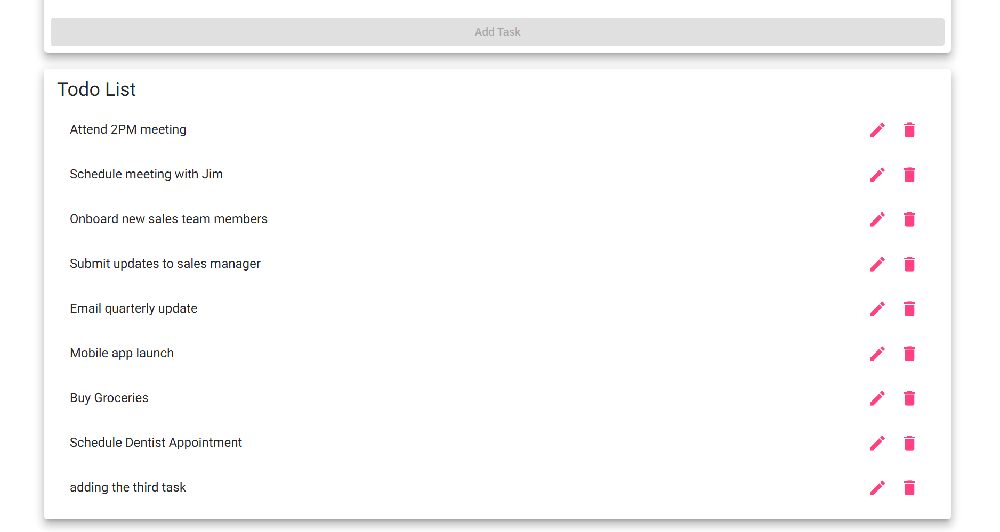 Add Task
Todo List
Attend 2PM meeting
Schedule meeting with Jim
Onboard new sales team members
Submit updates to sales manager
Email quarterly update
Mobile app launch
Buy Groceries
Schedule Dentist Appointment
adding the third task